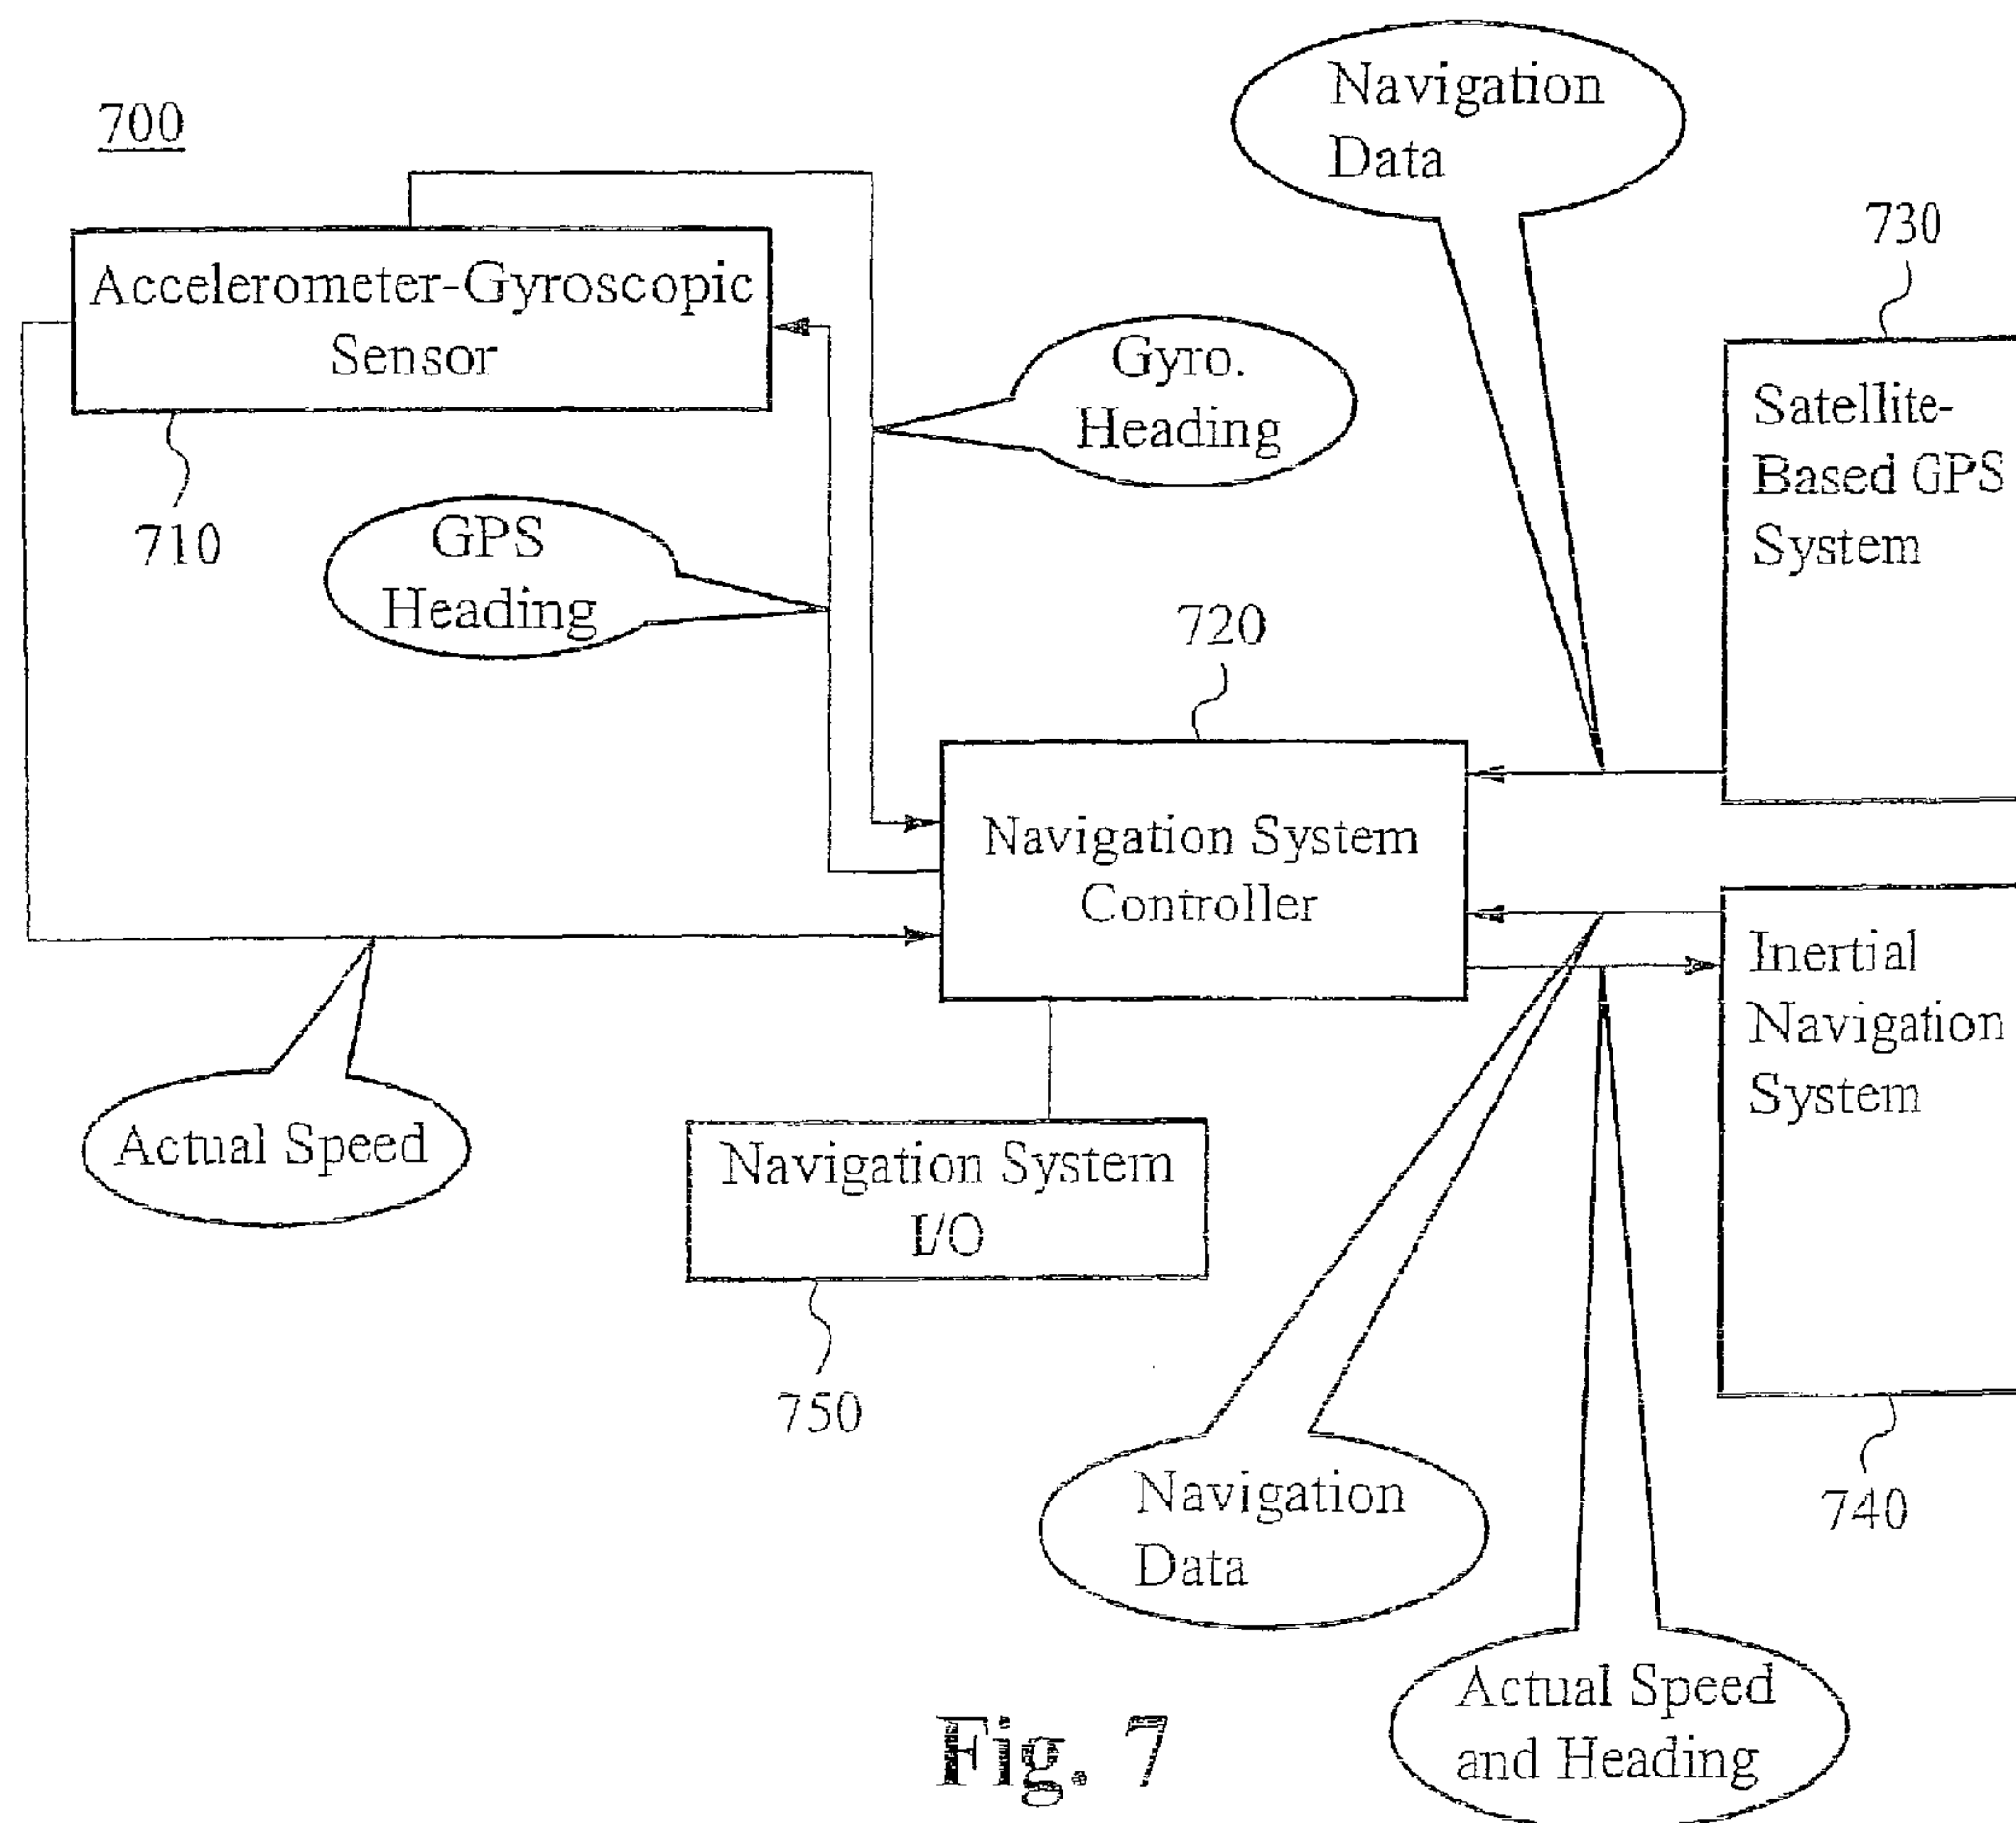 700
Navigation
Data
730
Accelerometer-Gyroscopic
Sensor
Gyro.
Heading
Satellite-
Based GPS
System
710
GPS
Heading
720
Navigation System
Controller
Inertial
Navigation
System
Actual Speed
Navigation System
I/O
750
Navigation
Data
740
Actual Speed
and Heading
Fig. 7